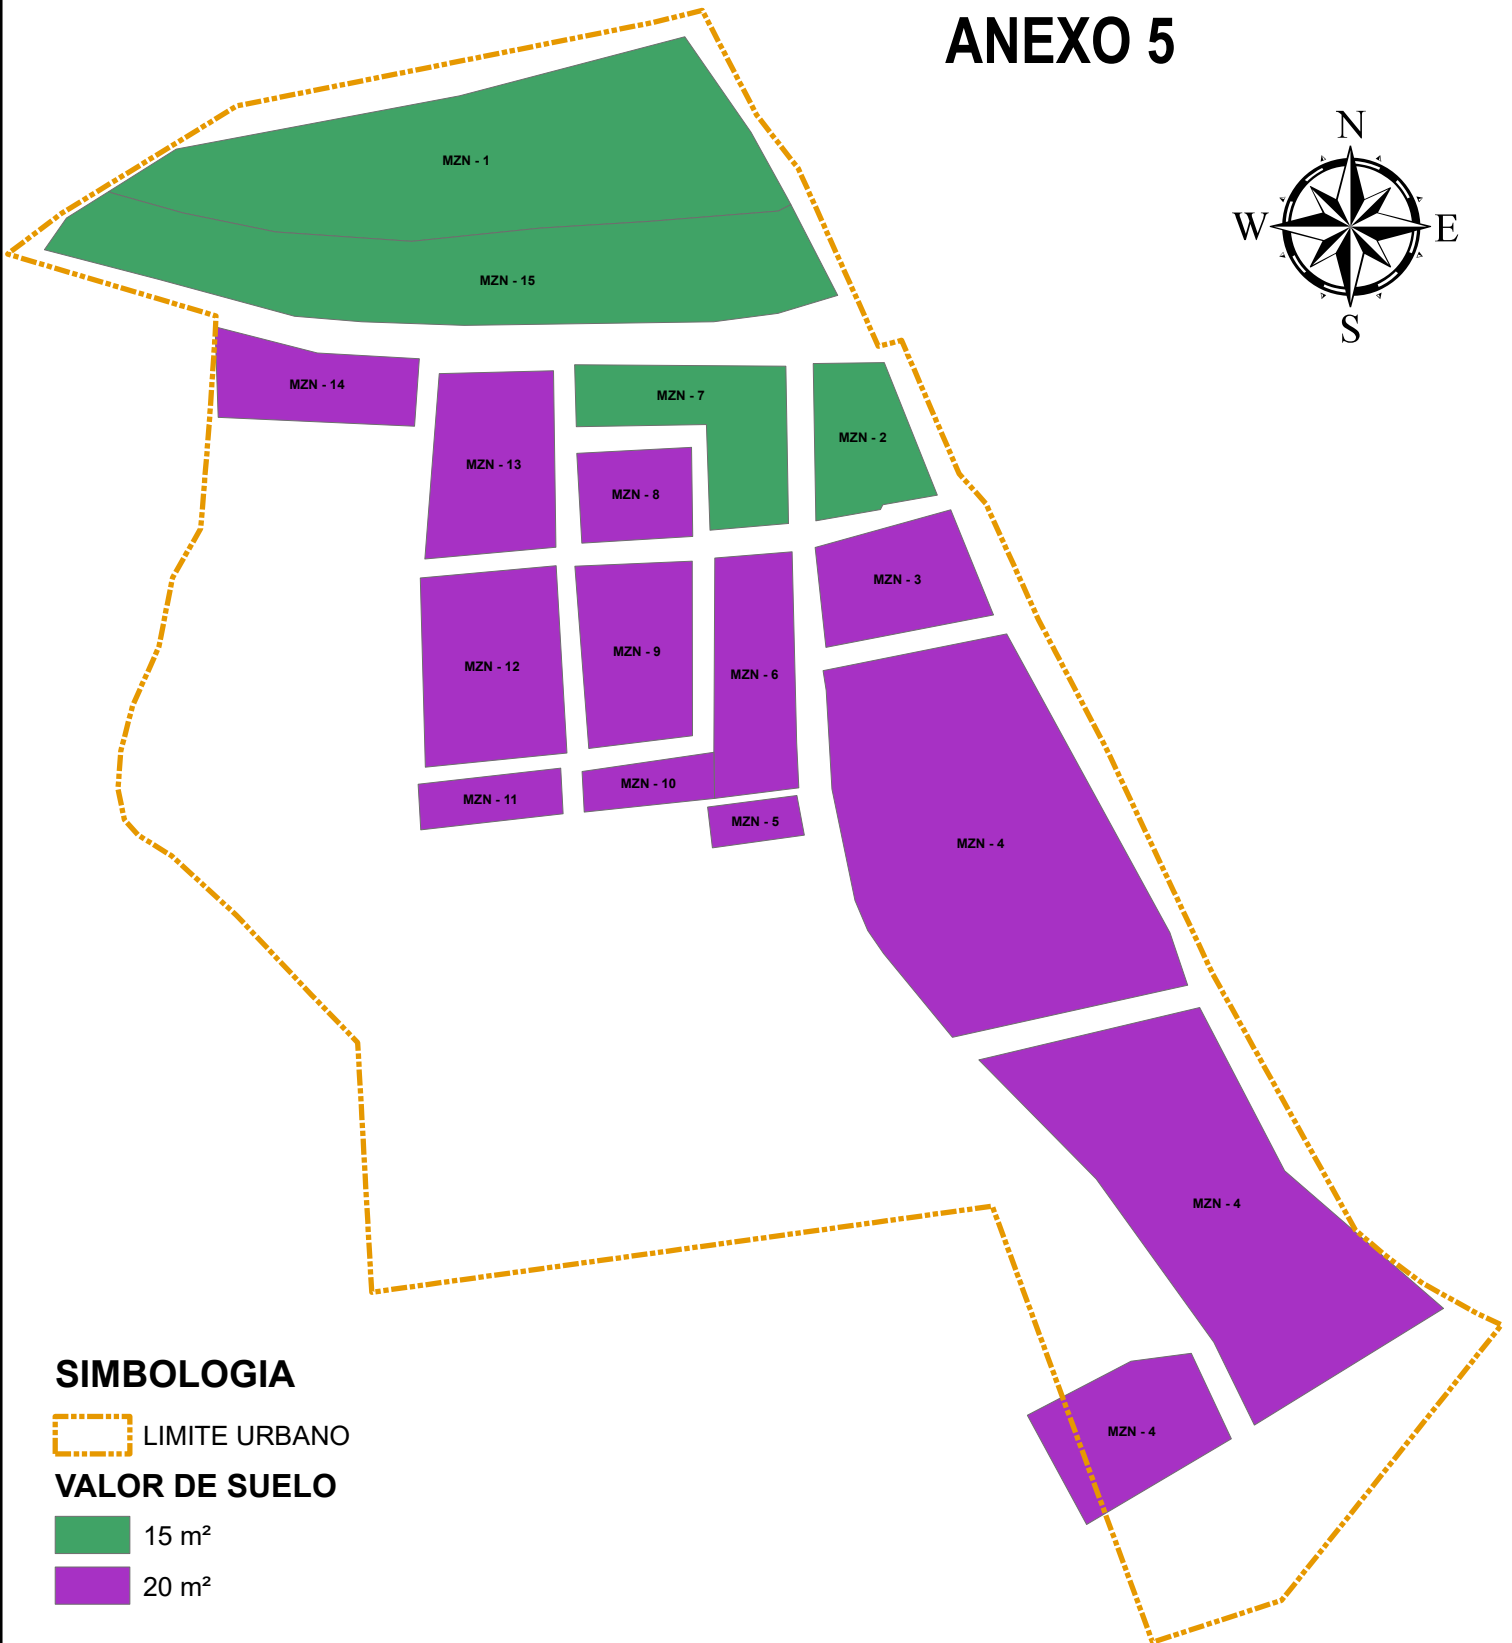 ANEXO 5
N
W
E
S
MZN - 1
MZN - 15
MZN - 14
MZN - 7
MZN - 2
MZN - 13
MZN - 8
MZN - 3
MZN - 12
MZN - 9
MZN - 6
MZN - 10
MZN - 11
MZN - 5
MZN - 4
MZN - 4
MZN - 4
SIMBOLOGIA
LIMITE URBANO
VALOR DE SUELO
15 m²
20 m²